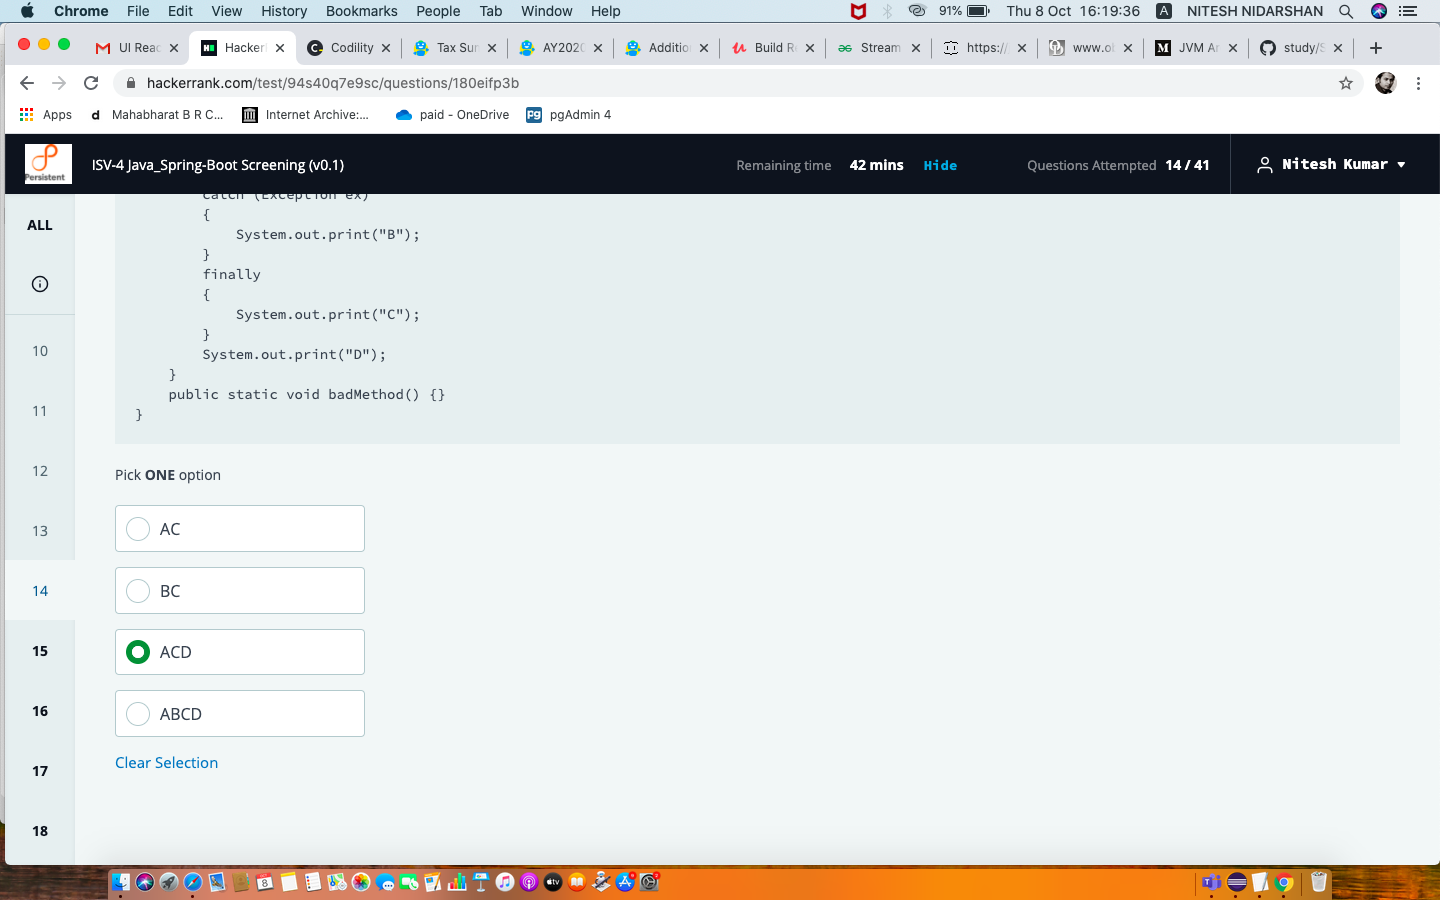 Chrome File Edit View History Bookmarks People Tab Window Help 91% Thu 8 Oct 16:19:36 A NITESH NIDARSHAN
UI Reac Hacker Codility Tax Sur AY202 Additio Build R Stream https:// www.o JVM Ar study/S
hackerrank.com/test/94s40q7e9sc/questions/180eifp3b
Apps Mahabharat B R C... Internet Archive:... paid - OneDrive pgAdmin 4
Persistent ISV-4 Java_Spring-Boot Screening (v0.1) Remaining time 42 mins Hide Questions Attempted 14 / 41 Nitesh Kumar
ALL
10
11
12
13
14
15
16
17
18
catch (Exception ex)
{
System.out.print("B");
}
finally
{
System.out.print("C");
}
System.out.print("D");
}
public static void badMethod() {}
}
Pick ONE option
AC
BC
ACD
ABCD
Clear Selection